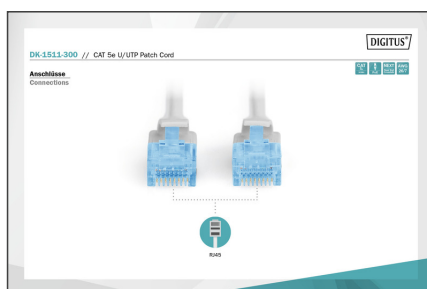 DIGITUS®
DK-1511-300 // CAT 5e U/UTP Patch Cord
Anschlüsse
Connections
RJ45